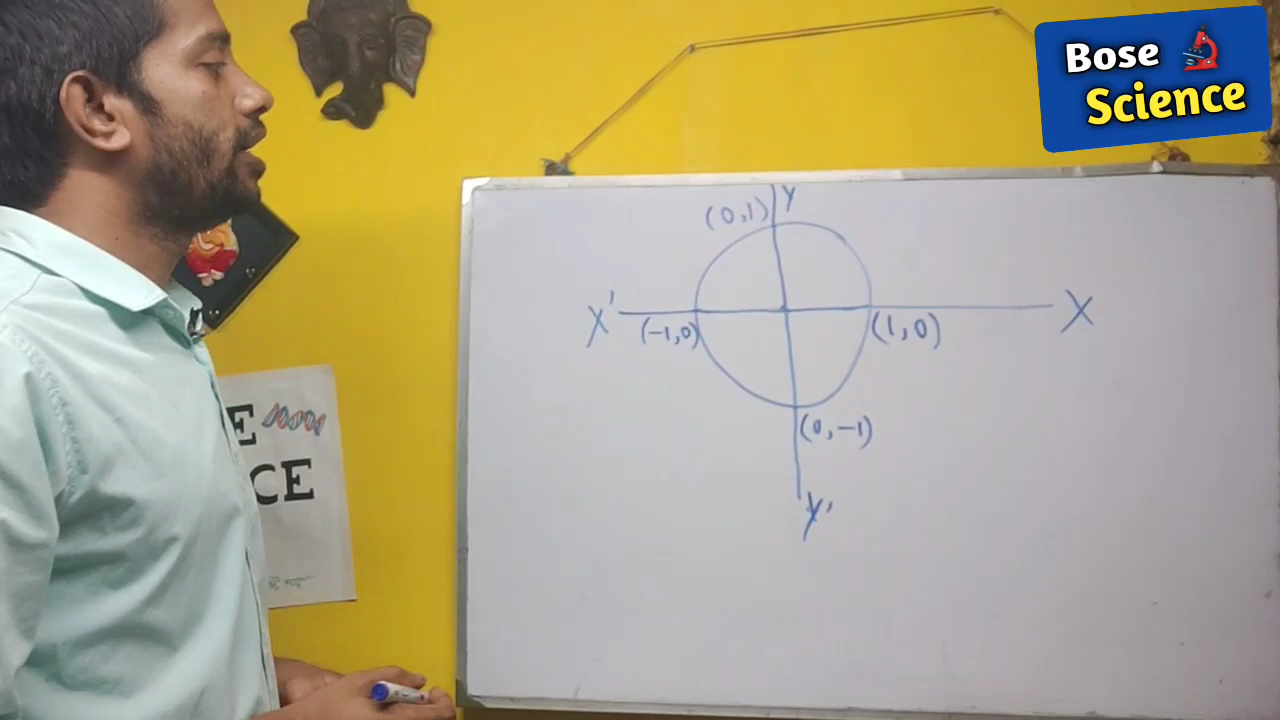 Bose
Science
(0,1) Y
X' (-1,0) (1,0) X
(0,-1)
Y'
E
CE